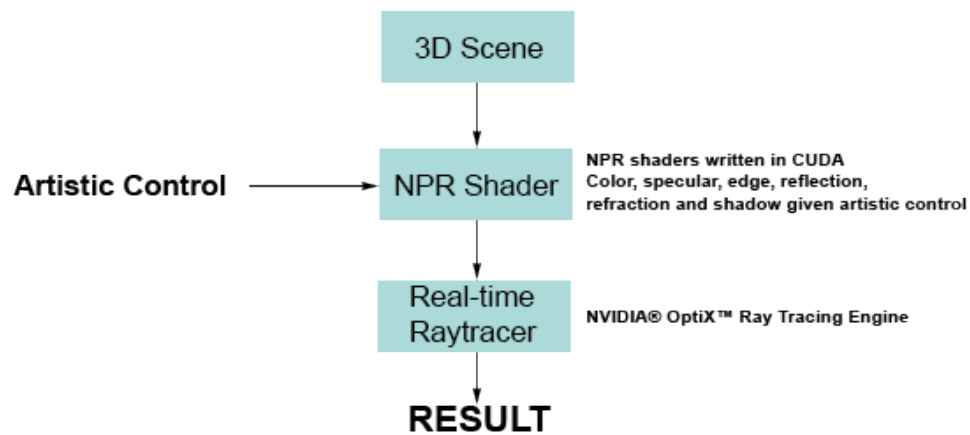 3D Scene
Artistic Control
NPR Shader
NPR shaders written in CUDA
Color, specular, edge, reflection,
refraction and shadow given artistic control
Real-time
Raytracer
NVIDIA® OptiX™ Ray Tracing Engine
RESULT